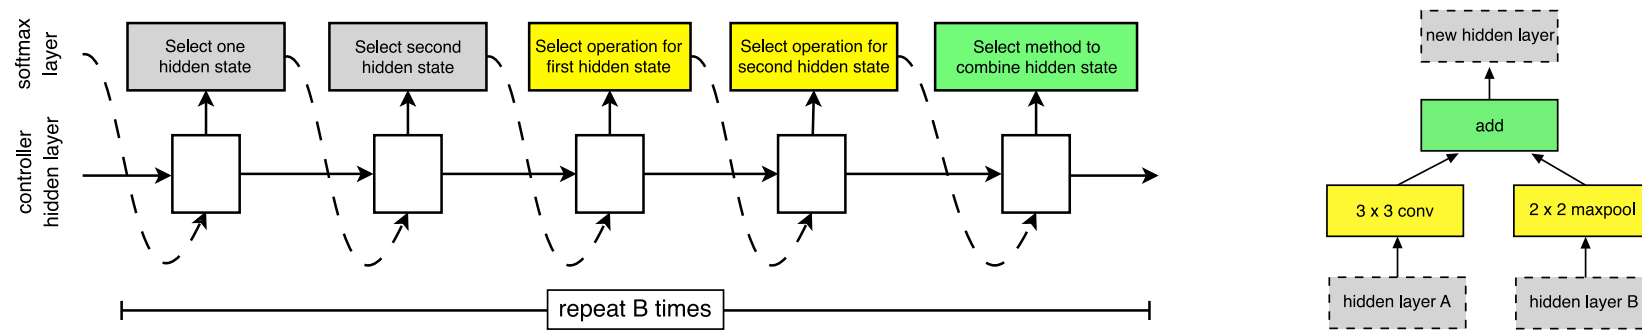 softmax
layer
controller
hidden layer
Select one
hidden state
Select second
hidden state
Select operation for
first hidden state
Select operation for
second hidden state
Select method to
combine hidden state
repeat B times
new hidden layer
add
3 x 3 conv
2 x 2 maxpool
hidden layer A
hidden layer B